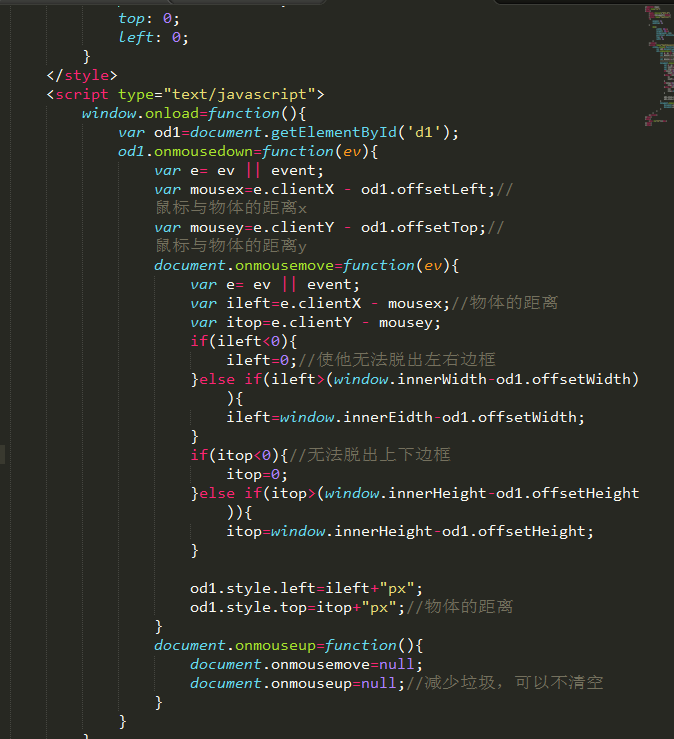 top: 0;
left: 0;
}
</style>
<script type="text/javascript">
window.onload=function(){
var od1=document.getElementById('d1');
od1.onmousedown=function(ev){
var e= ev || event;
var mousex=e.clientX - od1.offsetLeft;//
鼠标与物体的距离x
var mousey=e.clientY - od1.offsetTop;//
鼠标与物体的距离y
document.onmousemove=function(ev){
var e= ev || event;
var ileft=e.clientX - mousex;//物体的距离
var itop=e.clientY - mousey;
if(ileft<0){
ileft=0;//使他无法脱出左右边框
}else if(ileft>(window.innerWidth-od1.offsetWidth)
){
ileft=window.innerEidth-od1.offsetWidth;
}
if(itop<0){//无法脱出上下边框
itop=0;
}else if(itop>(window.innerHeight-od1.offsetHeight
)){
itop=window.innerHeight-od1.offsetHeight;
}
od1.style.left=ileft+"px";
od1.style.top=itop+"px";//物体的距离
}
document.onmouseup=function(){
document.onmousemove=null;
document.onmouseup=null;//减少垃圾，可以不清空
}
}